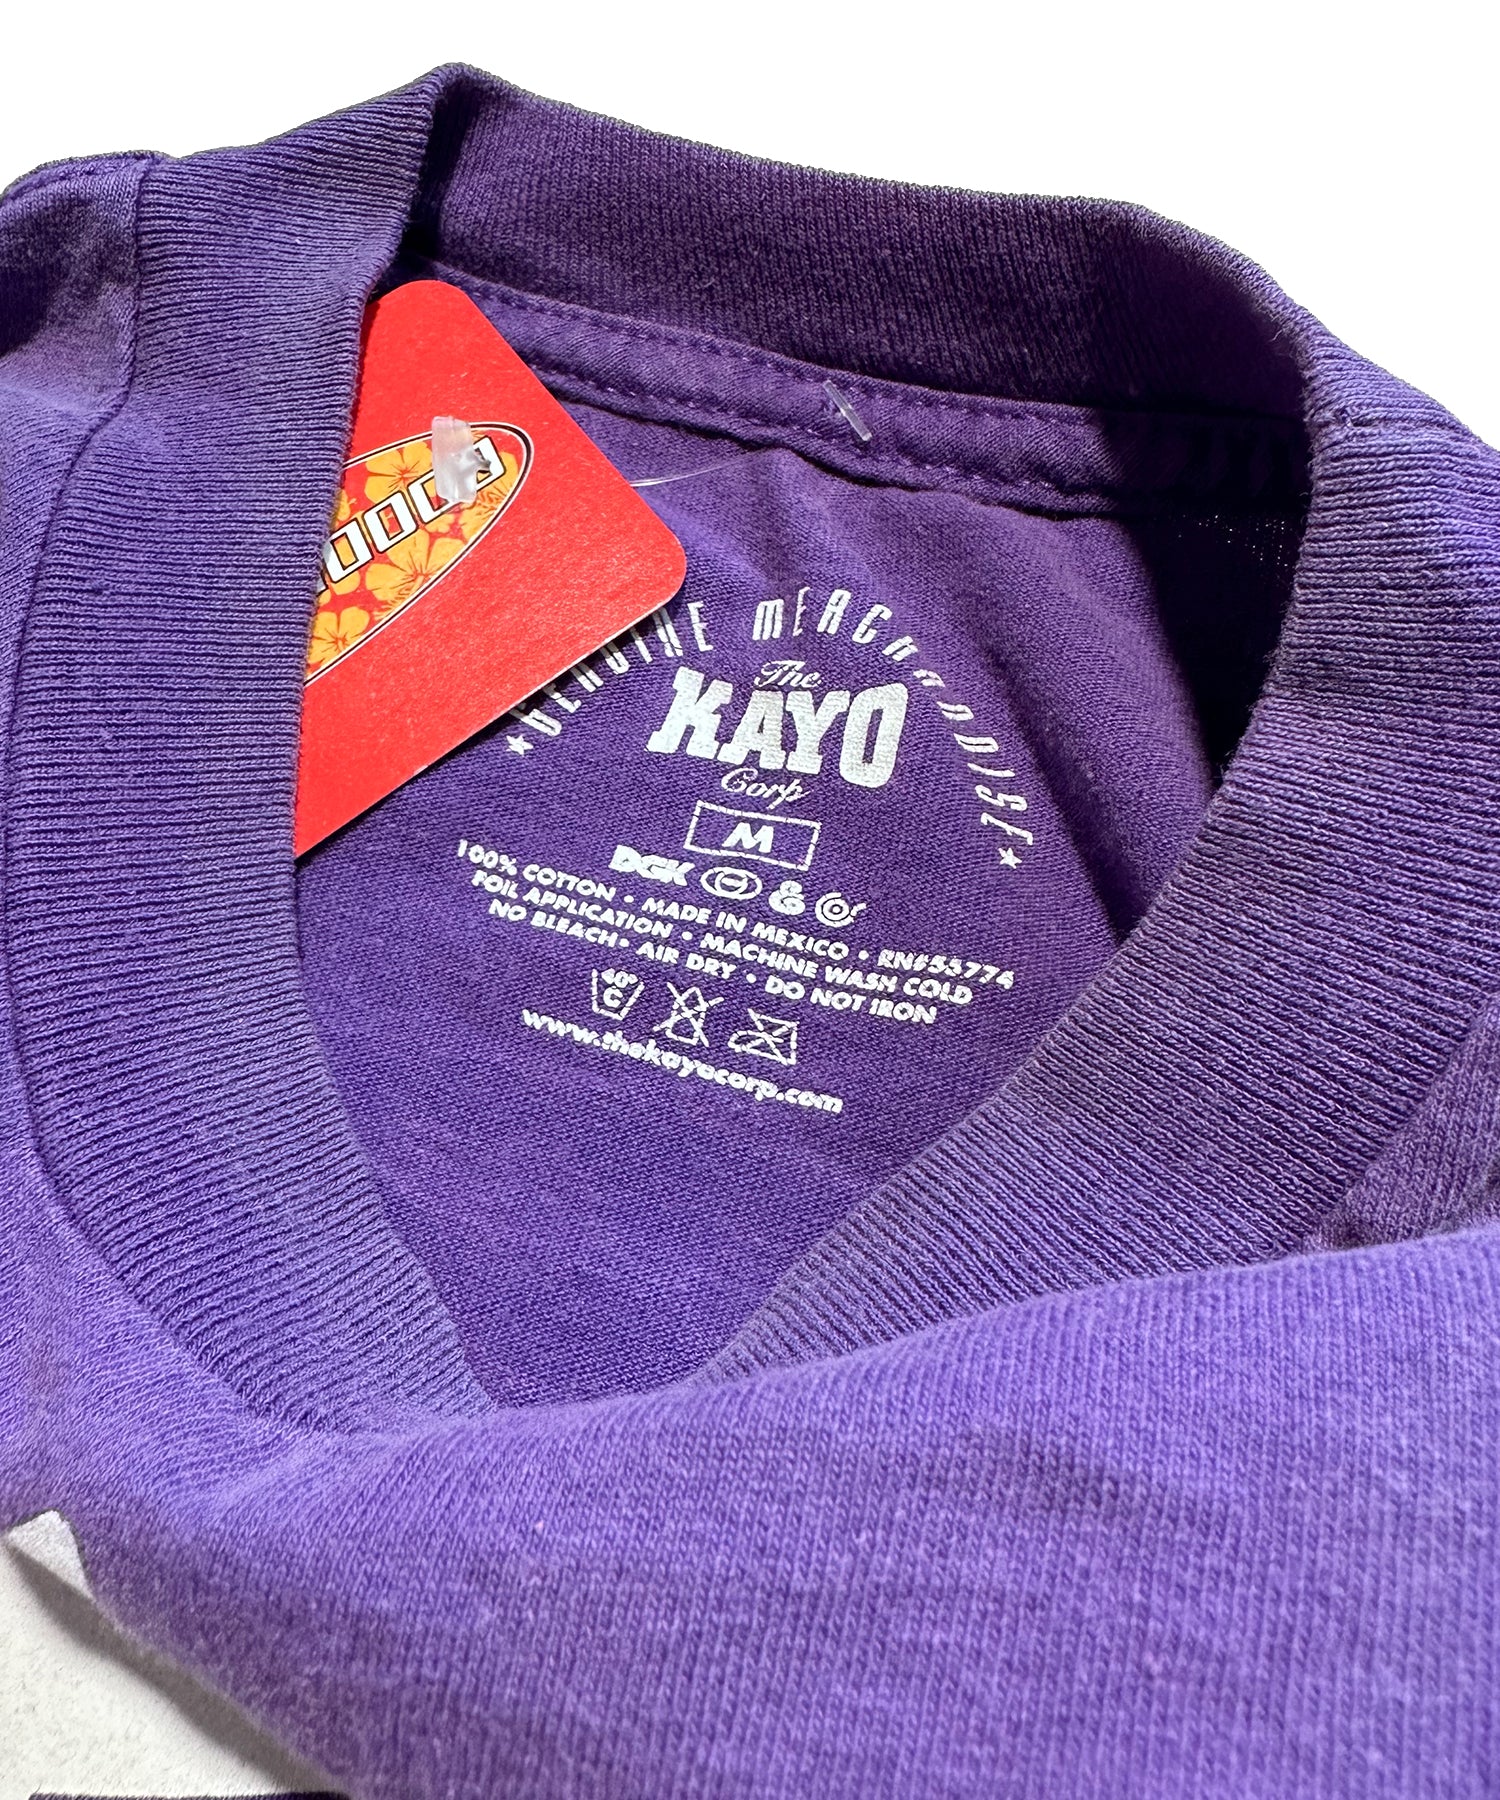 GENUINE MERCHANDISE
The
KAYO
Corp
M
DGK &
100% COTTON • MADE IN MEXICO • RN#55774
FOIL APPLICATION • MACHINE WASH COLD
NO BLEACH • AIR DRY • DO NOT IRON
40°
C
www.thekayocorp.com